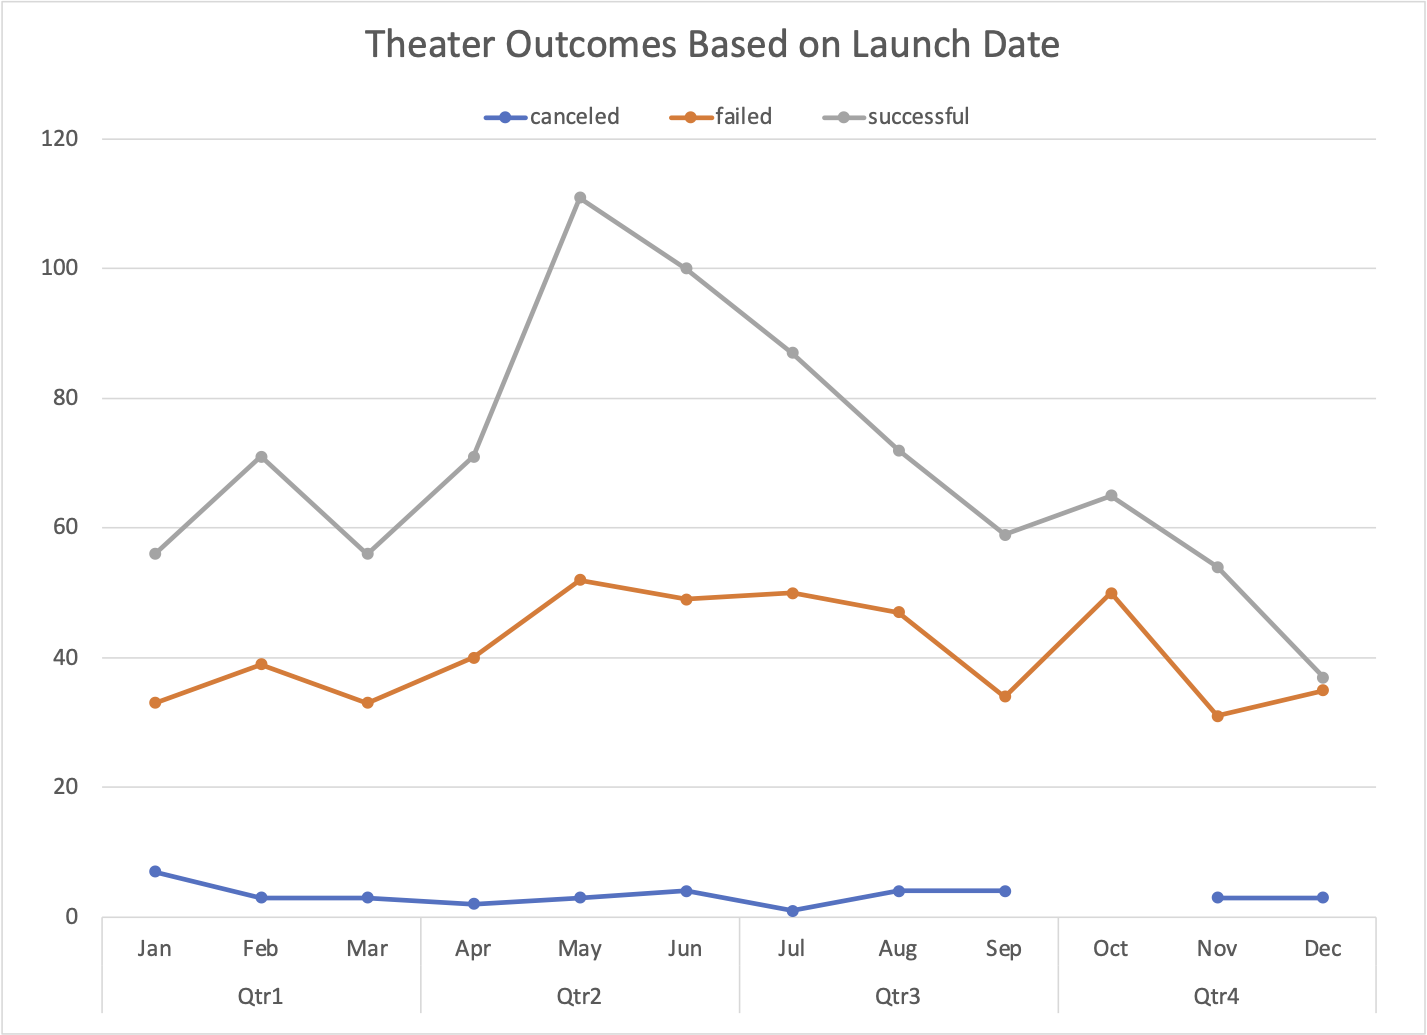 Theater Outcomes Based on Launch Date
canceled failed successful
120
100
80
60
40
20
0
Jan Feb Mar Apr May Jun Jul Aug Sep Oct Nov Dec
Qtr1 Qtr2 Qtr3 Qtr4